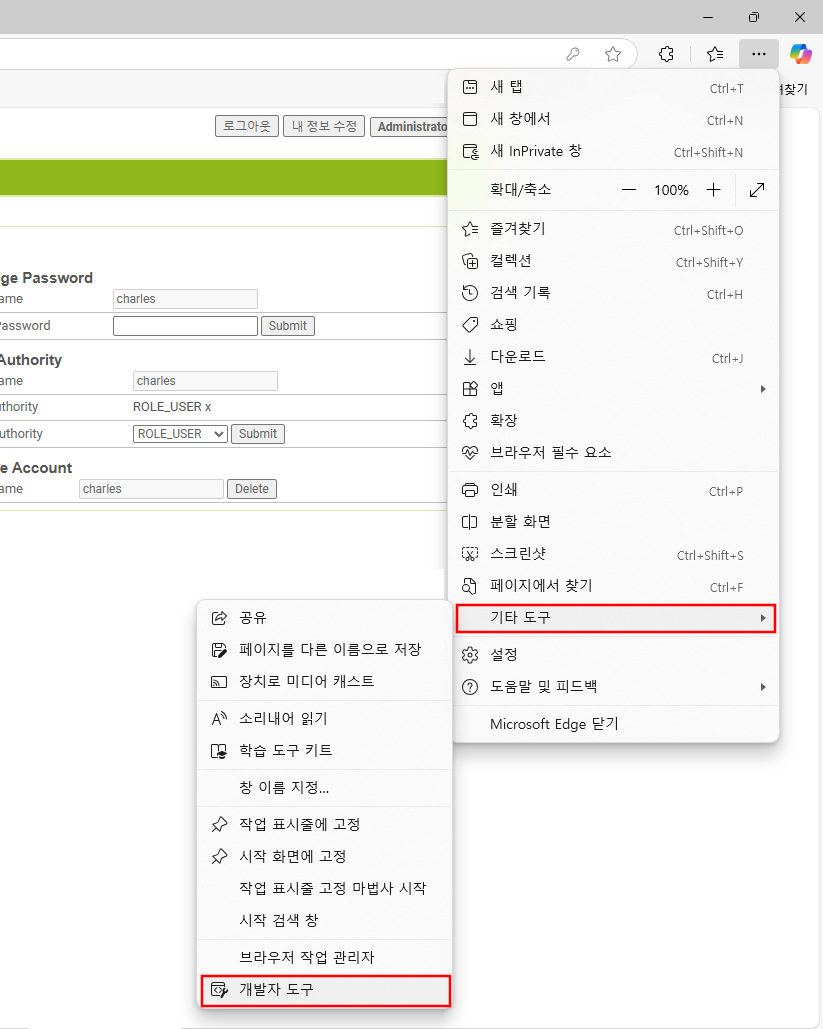 겨찾기
로그아웃 내 정보 수정 Administrato
ge Password
ame charles
Password Submit
Authority
ame charles
thority ROLE_USER x
uthority ROLE_USER Submit
e Account
ame charles Delete
새 탭 Ctrl+T
새 창에서 Ctrl+N
새 InPrivate 창 Ctrl+Shift+N
확대/축소 — 100% +
즐겨찾기 Ctrl+Shift+O
컬렉션 Ctrl+Shift+Y
검색 기록 Ctrl+H
쇼핑
다운로드 Ctrl+J
앱
확장
브라우저 필수 요소
인쇄 Ctrl+P
분할 화면
스크린샷 Ctrl+Shift+S
페이지에서 찾기 Ctrl+F
기타 도구
설정
도움말 및 피드백
Microsoft Edge 닫기
공유
페이지를 다른 이름으로 저장
장치로 미디어 캐스트
소리내어 읽기
학습 도구 키트
창 이름 지정...
작업 표시줄에 고정
시작 화면에 고정
작업 표시줄 고정 마법사 시작
시작 검색 창
브라우저 작업 관리자
개발자 도구